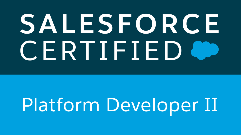 SALESFORCE
CERTIFIED
Platform Developer II